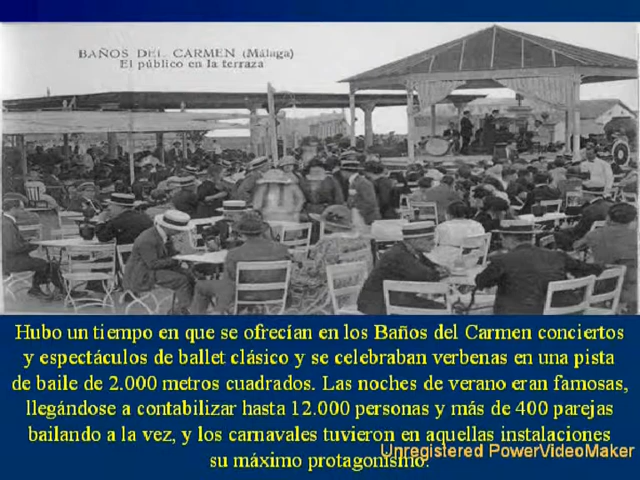 BAÑOS DEL CARMEN (Málaga)
El público en la terraza
Hubo un tiempo en que se ofrecían en los Baños del Carmen conciertos
y espectáculos de ballet clásico y se celebraban verbenas en una pista
de baile de 2.000 metros cuadrados. Las noches de verano eran famosas,
llegándose a contabilizar hasta 12.000 personas y más de 400 parejas
bailando a la vez, y los carnavales tuvieron en aquellas instalaciones
su máximo protagonismo.
Unregistered PowerVideoMaker